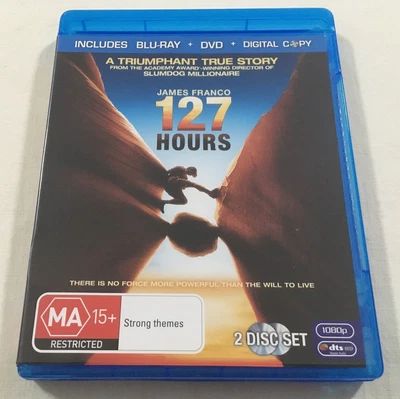 INCLUDES BLU-RAY + DVD + DIGITAL COPY
A TRIUMPHANT TRUE STORY
FROM THE ACADEMY AWARD-WINNING DIRECTOR OF
SLUMDOG MILLIONAIRE
JAMES FRANCO
127
HOURS
THERE IS NO FORCE MORE POWERFUL THAN THE WILL TO LIVE
MA 15+
Strong themes
RESTRICTED
2 DISC SET
1080p
dts